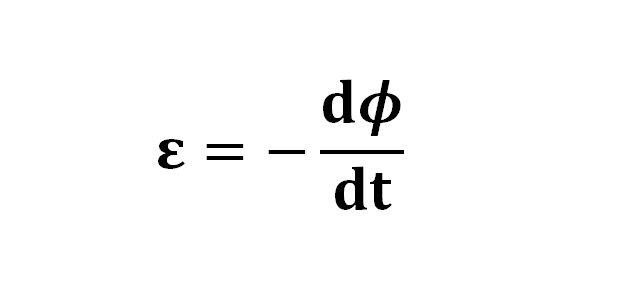 ε = − dϕ/dt